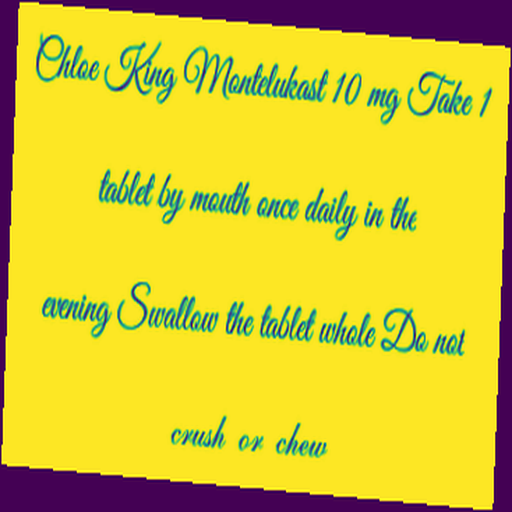 Chloe King Montelukast 10 mg Take 1
tablet by mouth once daily in the
evening Swallow the tablet whole Do not
crush or chew